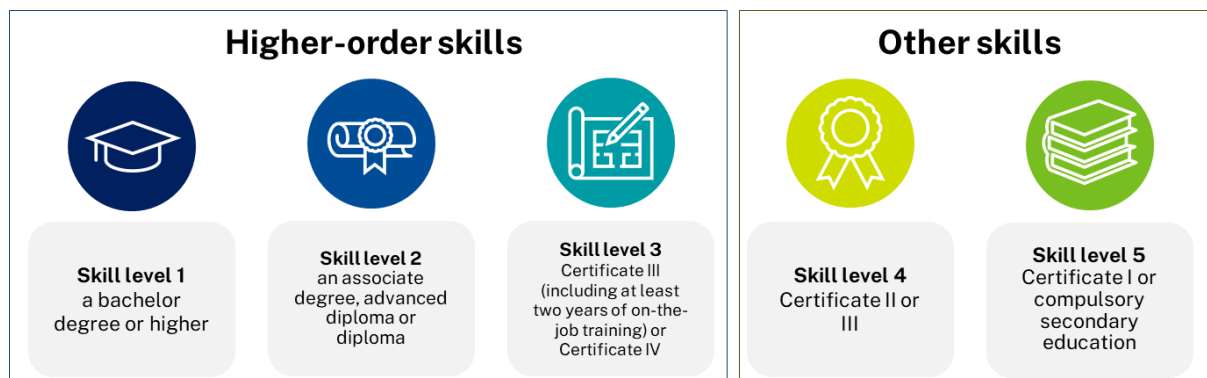 Higher-order skills
Skill level 1
a bachelor
degree or higher
Skill level 2
an associate
degree, advanced
diploma or
diploma
Skill level 3
Certificate III
(including at least
two years of on-the-
job training) or
Certificate IV
Other skills
Skill level 4
Certificate II or
III
Skill level 5
Certificate I or
compulsory
secondary
education